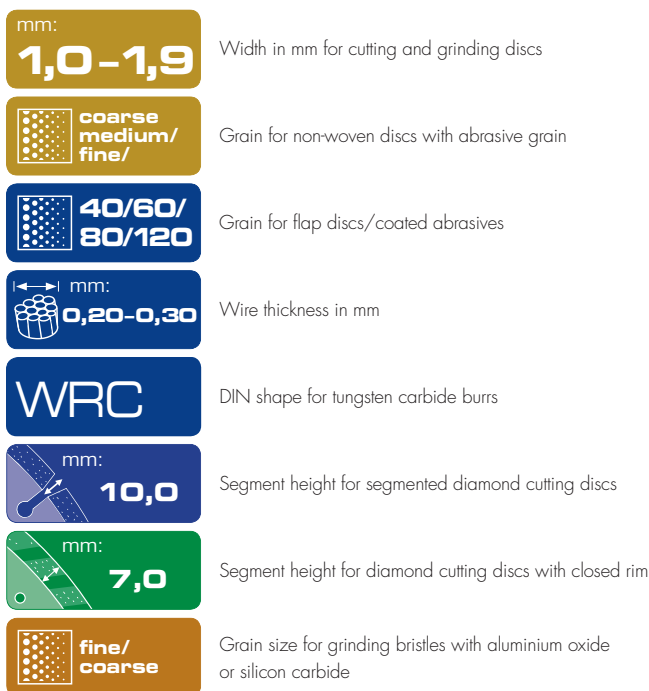 mm:
1,0–1,9
Width in mm for cutting and grinding discs
coarse
medium/
fine/
Grain for non-woven discs with abrasive grain
40/60/
80/120
Grain for flap discs/coated abrasives
mm:
0,20–0,30
Wire thickness in mm
WRC
DIN shape for tungsten carbide burrs
mm:
10,0
Segment height for segmented diamond cutting discs
mm:
7,0
Segment height for diamond cutting discs with closed rim
fine/
coarse
Grain size for grinding bristles with aluminium oxide
or silicon carbide